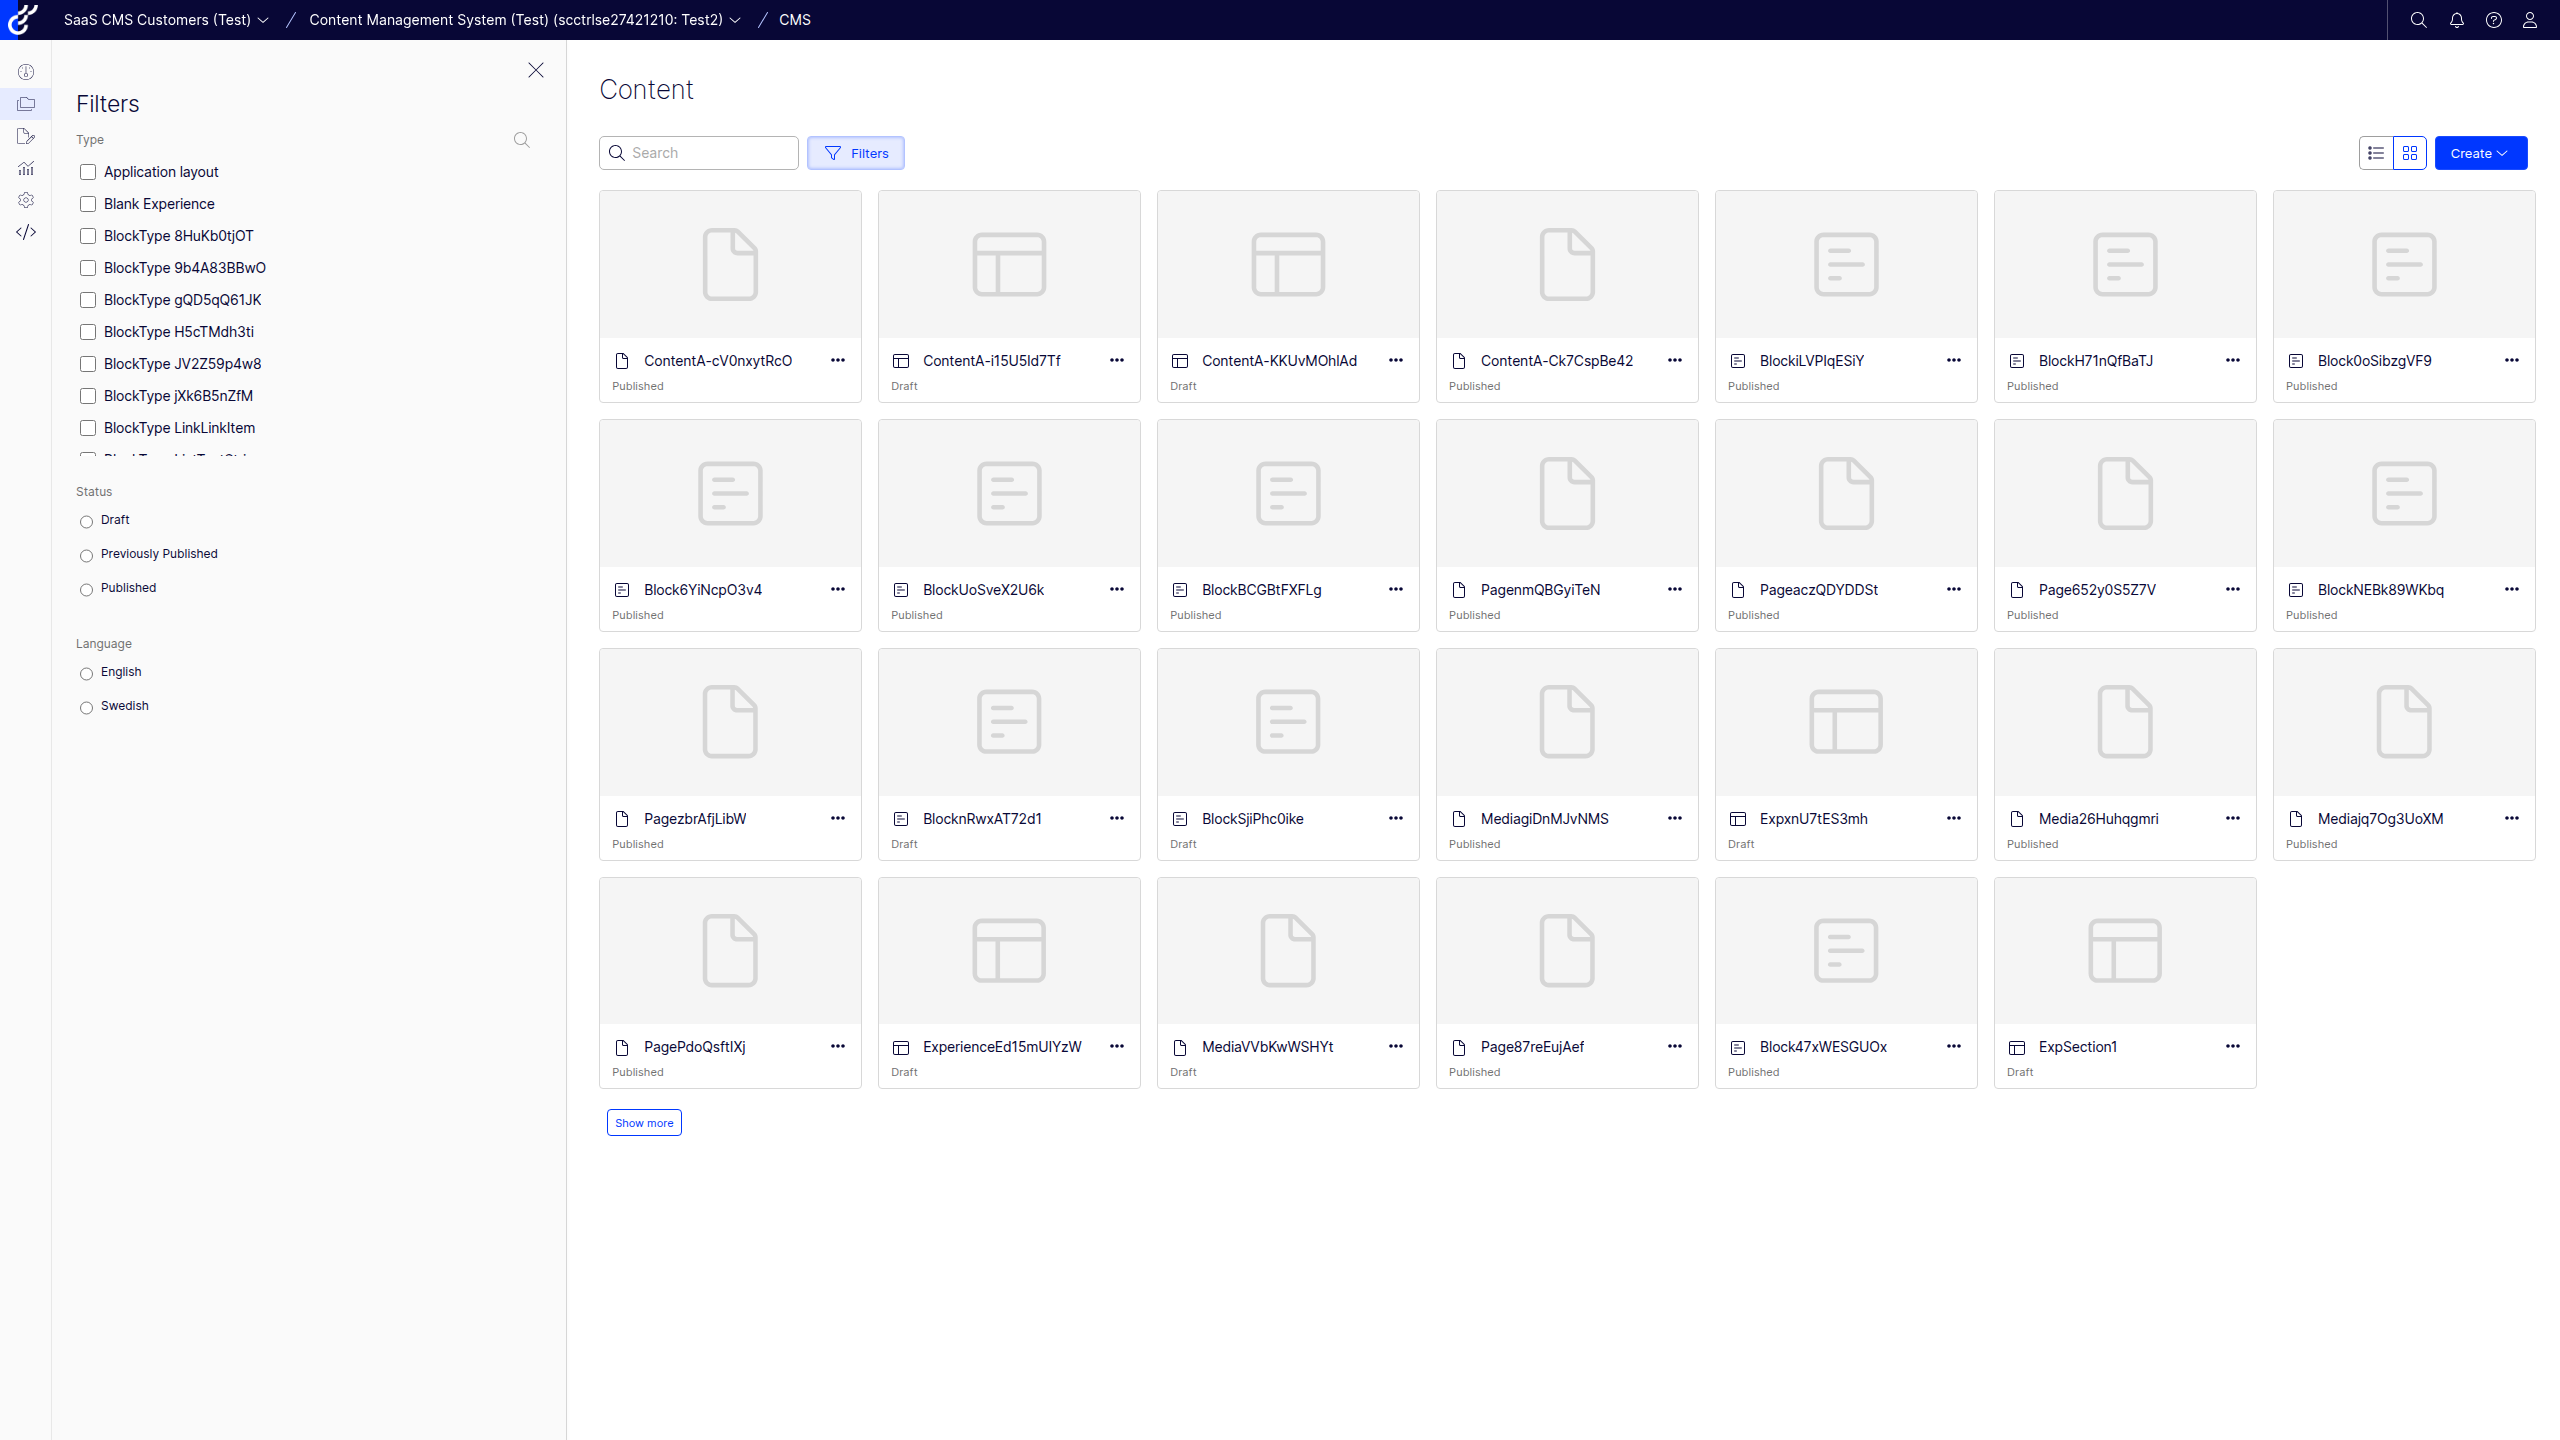 SaaS CMS Customers (Test) / Content Management System (Test) (scctrlse27421210: Test2) / CMS
Filters
Type
Application layout
Blank Experience
BlockType 8HuKb0tjOT
BlockType 9b4A83BBwO
BlockType gQD5qQ61JK
BlockType H5cTMdh3ti
BlockType JV2Z59p4w8
BlockType jXk6B5nZfM
BlockType LinkLinkItem
Status
Draft
Previously Published
Published
Language
English
Swedish
Content
Search
Filters
Create
ContentA-cV0nxytRcO
Published
ContentA-i15U5Id7Tf
Draft
ContentA-KKUvMOhlAd
Draft
ContentA-Ck7CspBe42
Published
BlockiLVPlqESiY
Published
BlockH71nQfBaTJ
Published
Block0oSibzgVF9
Published
Block6YiNcpO3v4
Published
BlockUoSveX2U6k
Published
BlockBCGBtFXFLg
Published
PagenmQBGyiTeN
Published
PageaczQDYDDSt
Published
Page652y0S5Z7V
Published
BlockNEBk89WKbq
Published
PagezbrAfjLibW
Published
BlocknRwxAT72d1
Draft
BlockSjiPhc0ike
Draft
MediagiDnMJvNMS
Published
ExpxnU7tES3mh
Draft
Media26Huhqgmri
Published
Mediajq7Og3UoXM
Published
PagePdoQsftIXj
Published
ExperienceEd15mUIYzW
Draft
MediaVVbKwWSHYt
Draft
Page87reEujAef
Published
Block47xWESGUOx
Published
ExpSection1
Draft
Show more